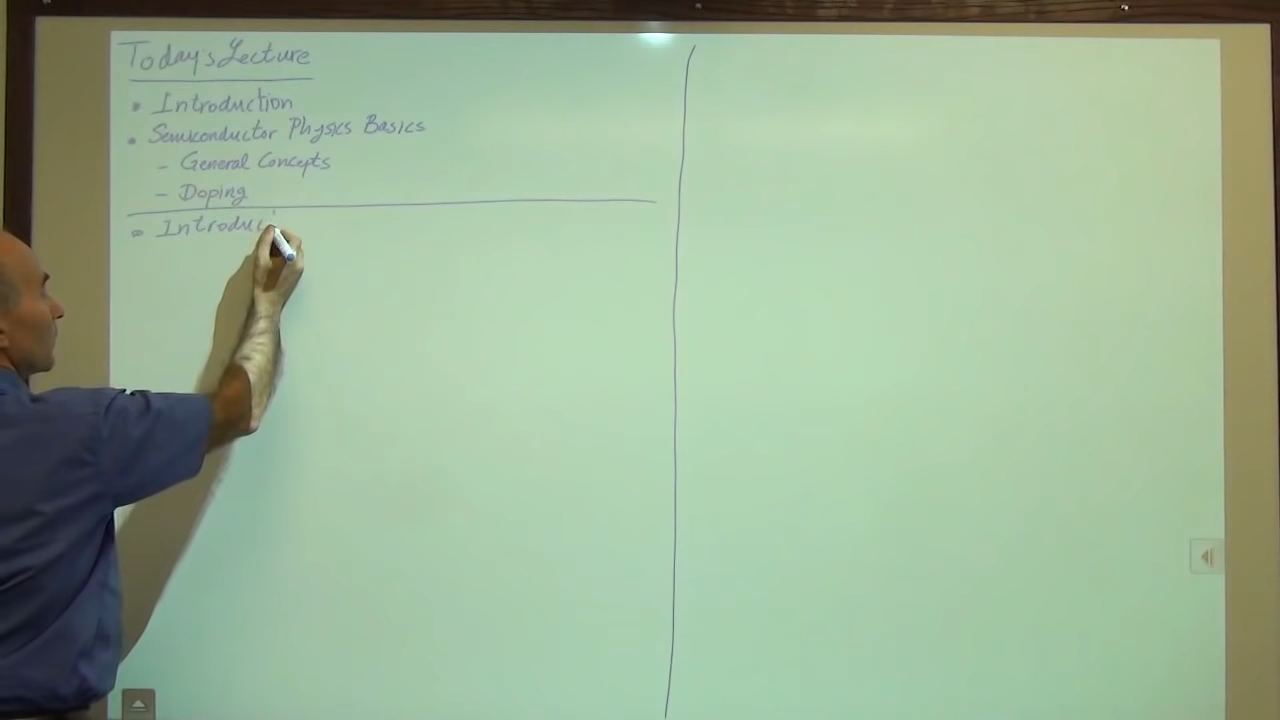 Today's Lecture
• Introduction
• Semiconductor Physics Basics
- General Concepts
- Doping
• Introduc